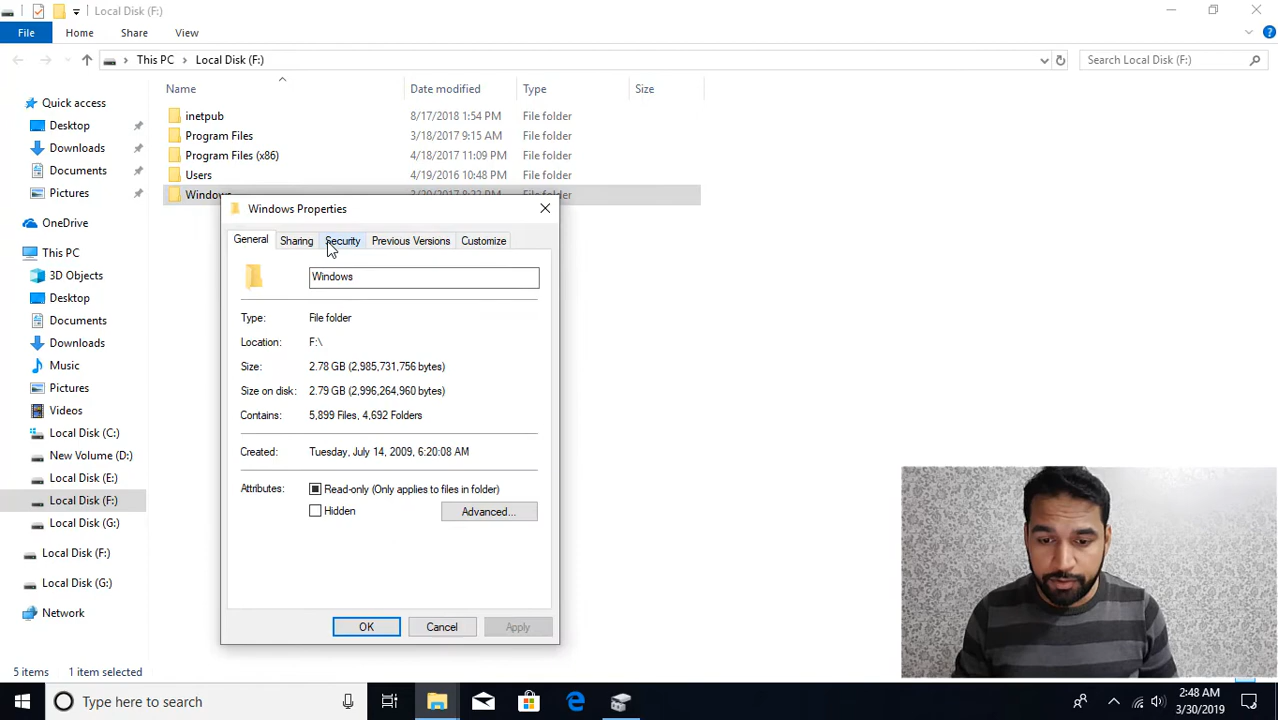 Local Disk (F:)
File Home Share View
This PC Local Disk (F:) Search Local Disk (F:)
Name Date modified Type Size
Quick access
Desktop
Downloads
Documents
Pictures
OneDrive
This PC
3D Objects
Desktop
Documents
Downloads
Music
Pictures
Videos
Local Disk (C:)
New Volume (D:)
Local Disk (E:)
Local Disk (F:)
Local Disk (G:)
Local Disk (F:)
Local Disk (G:)
Network
inetpub 8/17/2018 1:54 PM File folder
Program Files 3/18/2017 9:15 AM File folder
Program Files (x86) 4/18/2017 11:09 PM File folder
Users 4/19/2016 10:48 PM File folder
Windows File folder
Windows Properties
General Sharing Security Previous Versions Customize
Windows
Type: File folder
Location: F:\
Size: 2.78 GB (2,985,731,756 bytes)
Size on disk: 2.79 GB (2,996,264,960 bytes)
Contains: 5,899 Files, 4,692 Folders
Created: Tuesday, July 14, 2009, 6:20:08 AM
Attributes: Read-only (Only applies to files in folder)
Hidden Advanced...
OK Cancel Apply
5 items 1 item selected
Type here to search
2:48 AM
3/30/2019